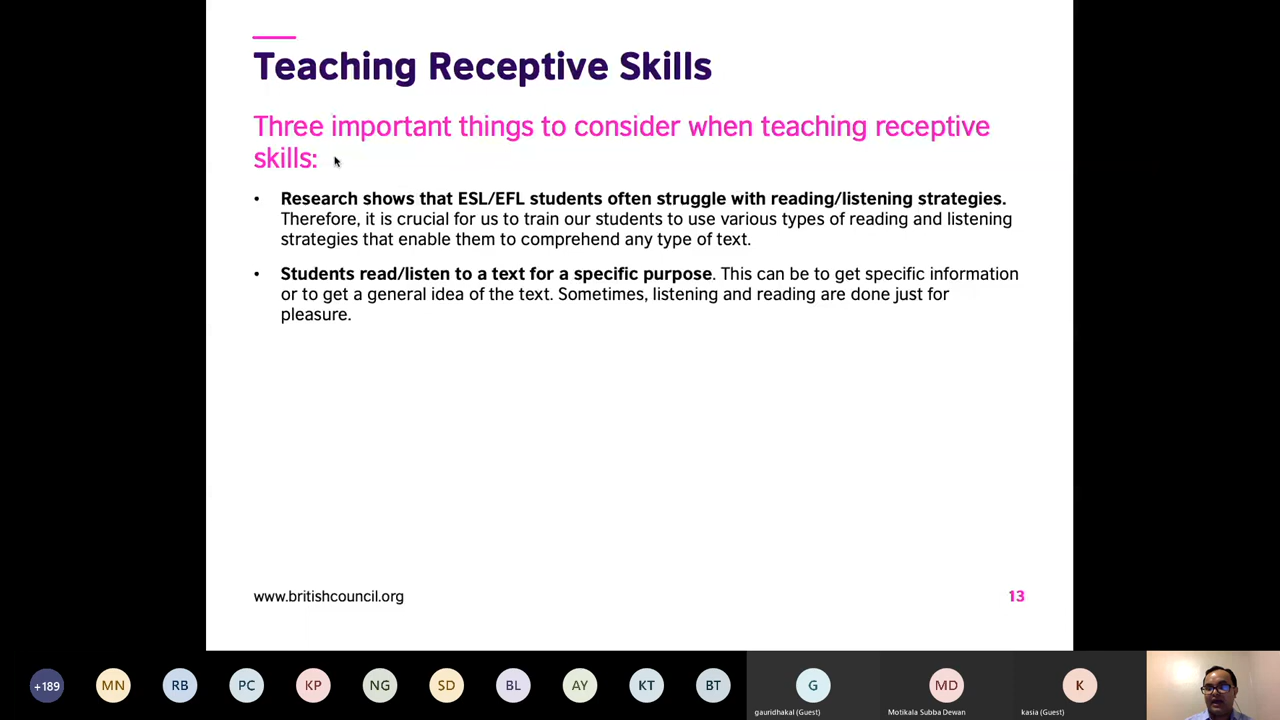 Teaching Receptive Skills
Three important things to consider when teaching receptive
skills:
• Research shows that ESL/EFL students often struggle with reading/listening strategies.
Therefore, it is crucial for us to train our students to use various types of reading and listening
strategies that enable them to comprehend any type of text.
• Students read/listen to a text for a specific purpose. This can be to get specific information
or to get a general idea of the text. Sometimes, listening and reading are done just for
pleasure.
www.britishcouncil.org
13
+189
MN
RB
PC
KP
NG
SD
BL
AY
KT
BT
G
MD
K
gauridhakal (Guest)
Motikala Subba Dewan
kasia (Guest)